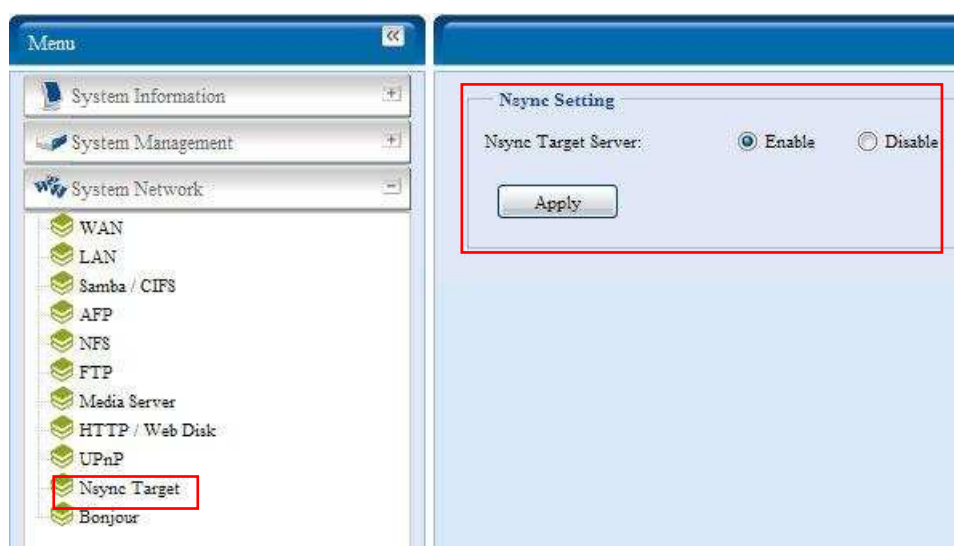 Menu
System Information
System Management
System Network
WAN
LAN
Samba / CIFS
AFP
NFS
FTP
Media Server
HTTP / Web Disk
UPnP
Nsync Target
Bonjour
Nsync Setting
Nsync Target Server: Enable Disable
Apply